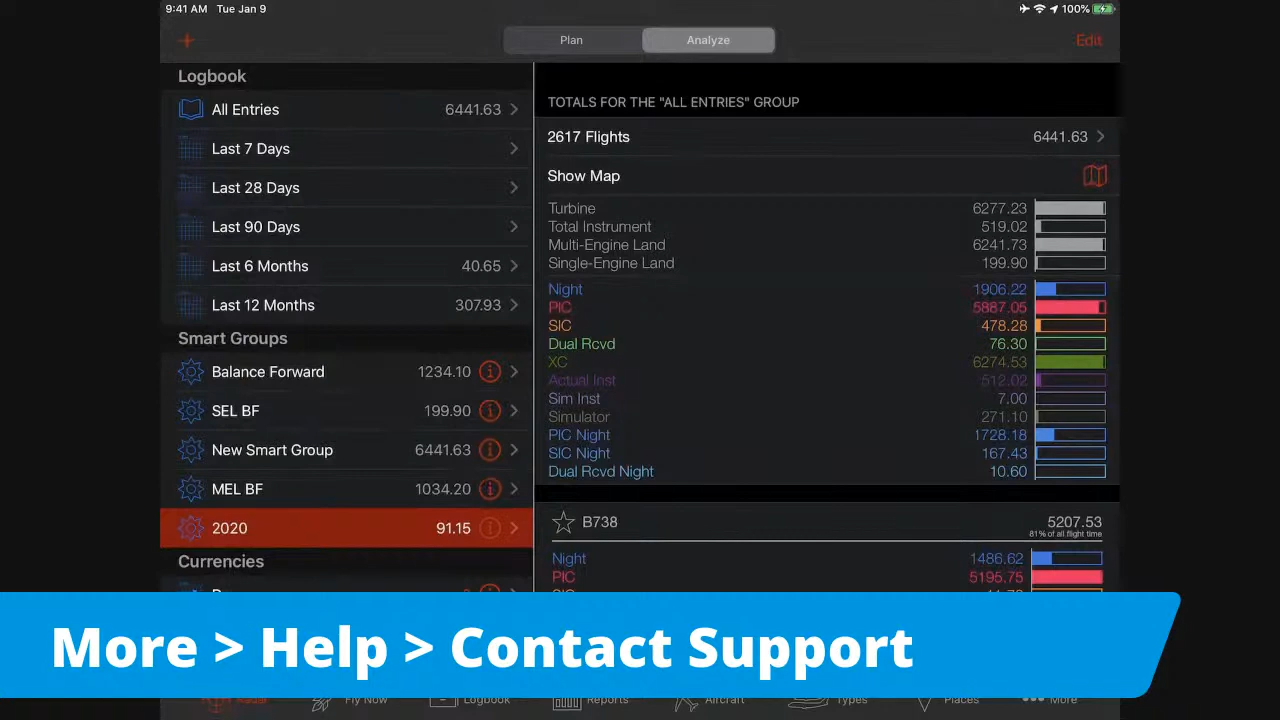 9:41 AM Tue Jan 9
100%
Plan
Analyze
Edit
Logbook
All Entries 6441.63
Last 7 Days
Last 28 Days
Last 90 Days
Last 6 Months 40.65
Last 12 Months 307.93
Smart Groups
Balance Forward 1234.10
SEL BF 199.90
New Smart Group 6441.63
MEL BF 1034.20
2020 91.15
Currencies
TOTALS FOR THE "ALL ENTRIES" GROUP
2617 Flights 6441.63
Show Map
Turbine 6277.23
Total Instrument 519.02
Multi-Engine Land 6241.73
Single-Engine Land 199.90
Night 1906.22
PIC 5887.05
SIC 478.28
Dual Rcvd 76.30
XC 6274.53
Actual Inst 512.02
Sim Inst 7.00
Simulator 271.10
PIC Night 1728.18
SIC Night 167.43
Dual Rcvd Night 10.60
B738 5207.53
81% of all flight time
Night 1486.62
PIC 5195.75
More > Help > Contact Support
Radar
Fly Now
Logbook
Reports
Aircraft
Types
Places
More